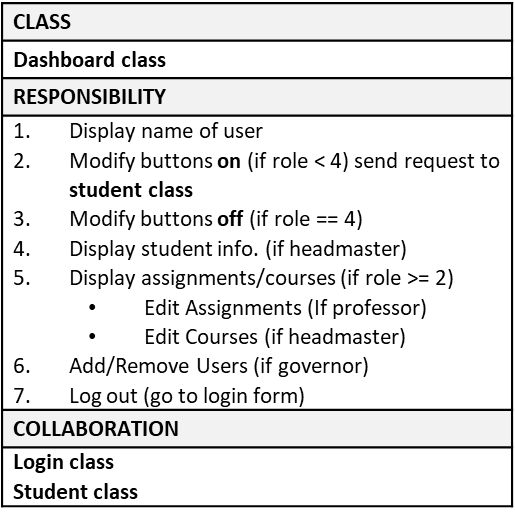 CLASS
Dashboard class
RESPONSIBILITY
1. Display name of user
2. Modify buttons on (if role < 4) send request to
student class
3. Modify buttons off (if role == 4)
4. Display student info. (if headmaster)
5. Display assignments/courses (if role >= 2)
• Edit Assignments (If professor)
• Edit Courses (if headmaster)
6. Add/Remove Users (if governor)
7. Log out (go to login form)
COLLABORATION
Login class
Student class